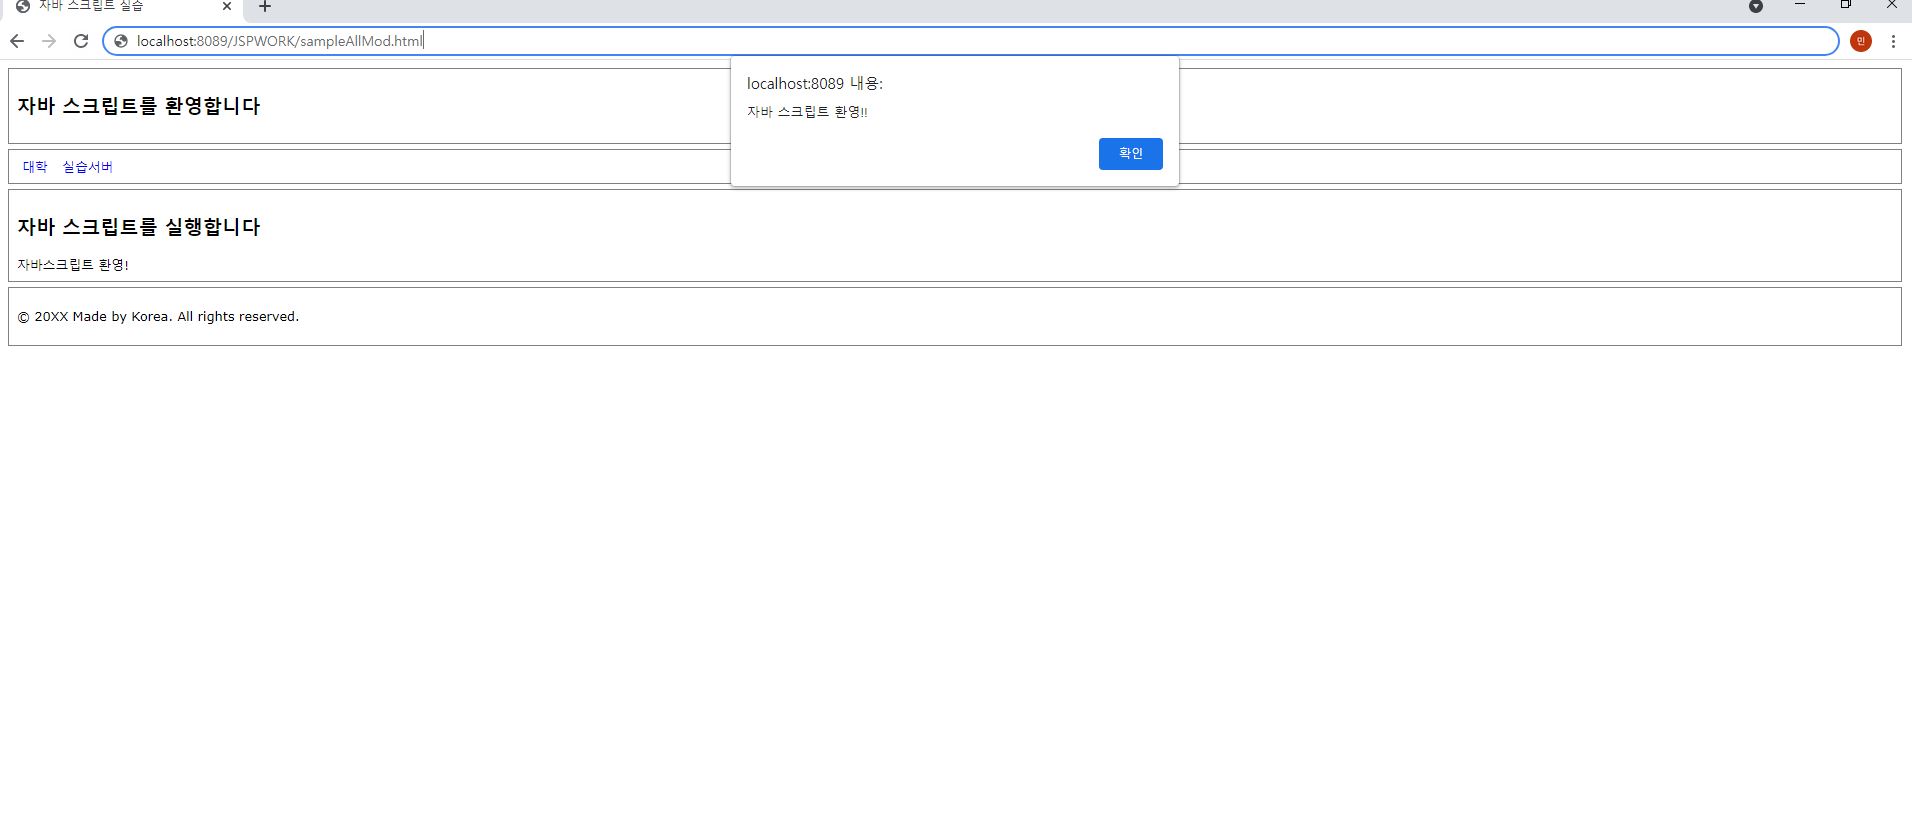 자바 스크립트 실습
localhost:8089/JSPWORK/sampleAllMod.html
민
localhost:8089 내용:
자바 스크립트 환영!!
확인
자바 스크립트를 환영합니다
대학 실습서버
자바 스크립트를 실행합니다
자바스크립트 환영!
© 20XX Made by Korea. All rights reserved.